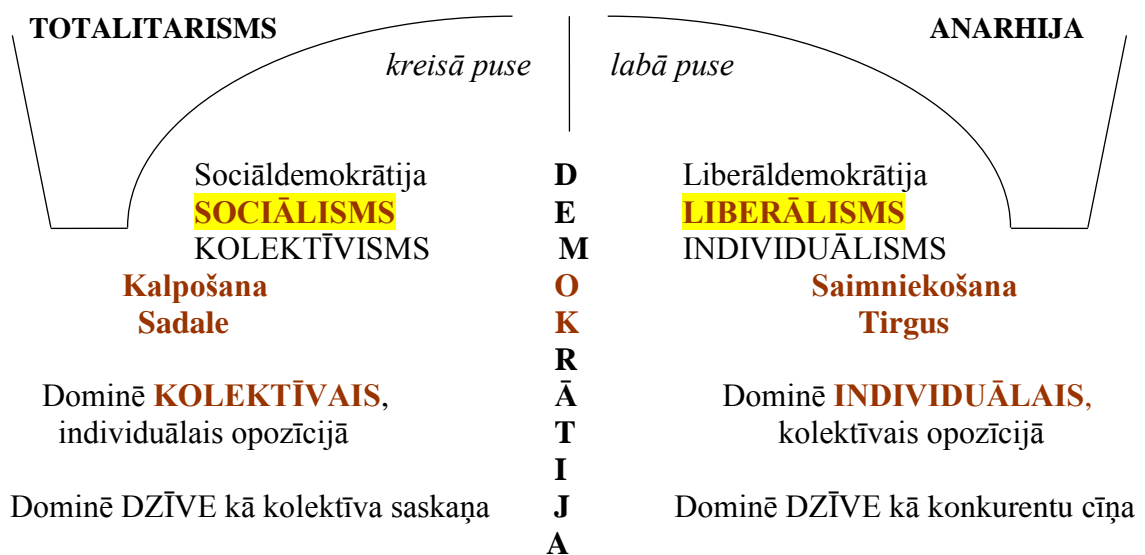 TOTALITARISMS ANARHIJA
kreisā puse labā puse
Sociāldemokrātija D Liberāldemokrātija
SOCIĀLISMS E LIBERĀLISMS
KOLEKTĪVISMS M INDIVIDUĀLISMS
Kalpošana O Saimniekošana
Sadale K Tirgus
R
Dominē KOLEKTĪVAIS, Ā Dominē INDIVIDUĀLAIS,
individuālais opozīcijā T kolektīvais opozīcijā
I
Dominē DZĪVE kā kolektīva saskaņa J Dominē DZĪVE kā konkurentu cīņa
A